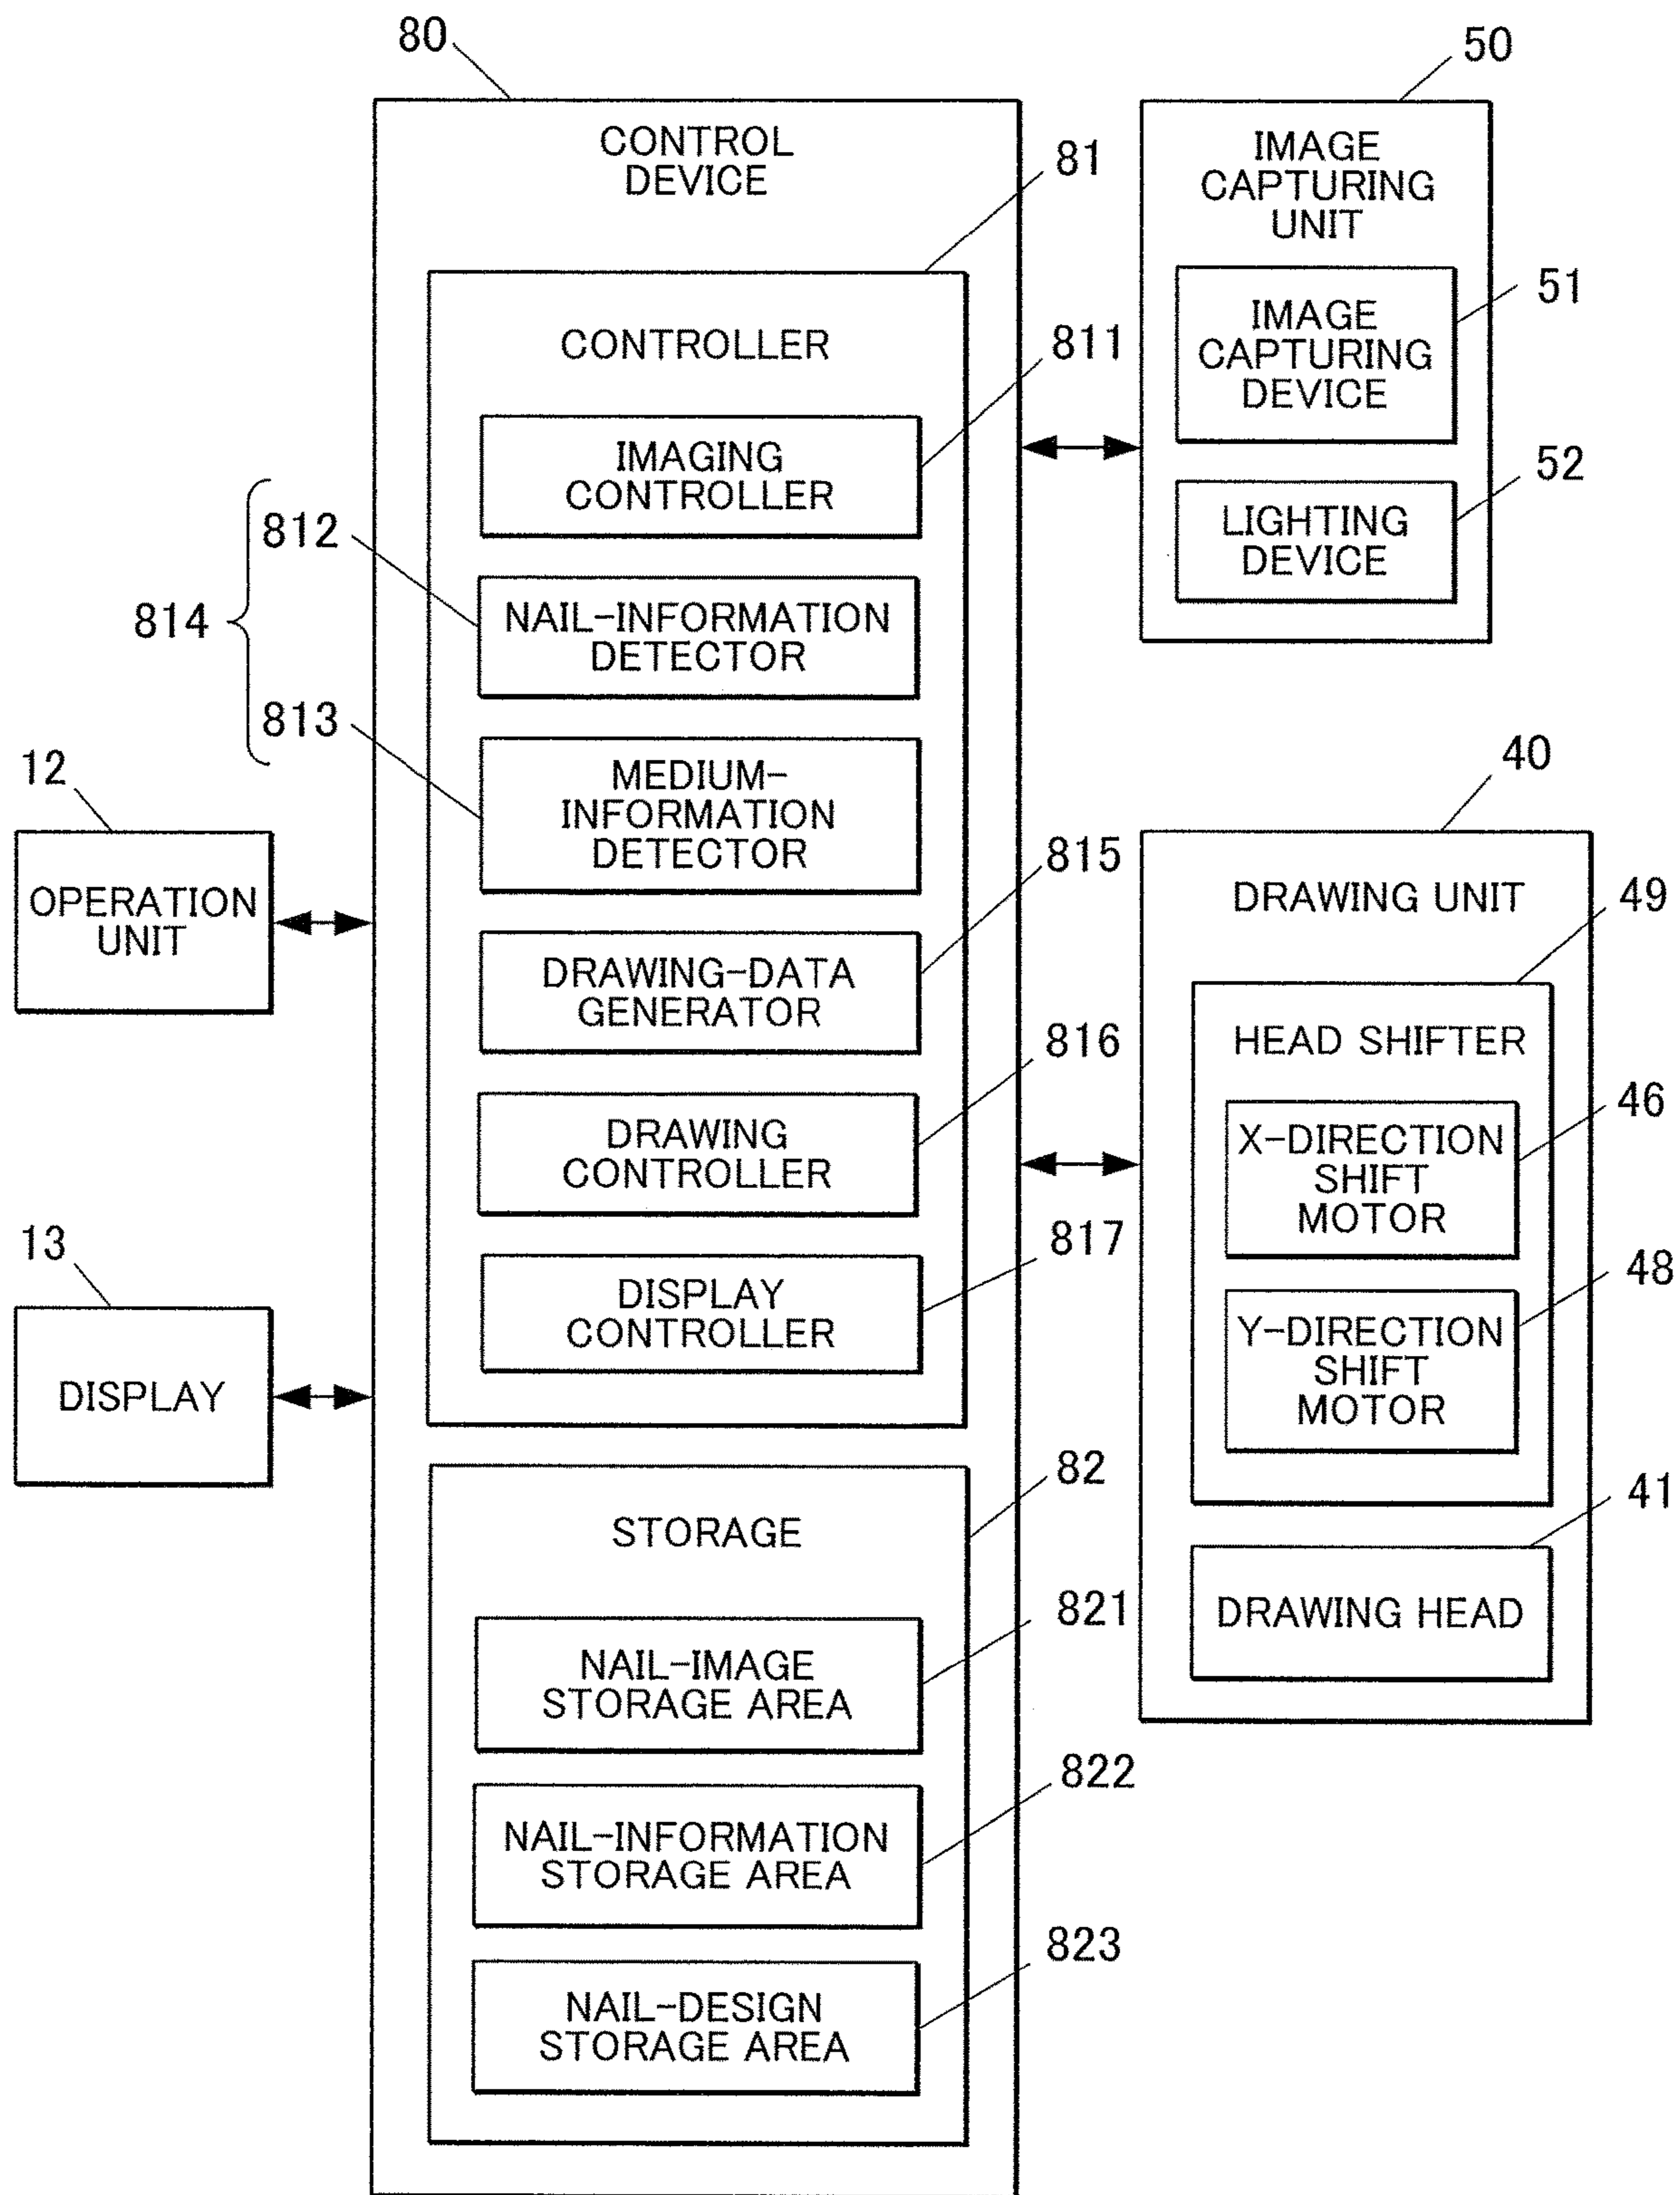 80
CONTROL
DEVICE
81
CONTROLLER
811
IMAGING
CONTROLLER
814
812
NAIL-INFORMATION
DETECTOR
813
MEDIUM-
INFORMATION
DETECTOR
815
DRAWING-DATA
GENERATOR
816
DRAWING
CONTROLLER
817
DISPLAY
CONTROLLER
82
STORAGE
821
NAIL-IMAGE
STORAGE AREA
822
NAIL-INFORMATION
STORAGE AREA
823
NAIL-DESIGN
STORAGE AREA
12
OPERATION
UNIT
13
DISPLAY
50
IMAGE
CAPTURING
UNIT
51
IMAGE
CAPTURING
DEVICE
52
LIGHTING
DEVICE
40
DRAWING UNIT
49
HEAD SHIFTER
46
X-DIRECTION
SHIFT
MOTOR
48
Y-DIRECTION
SHIFT
MOTOR
41
DRAWING HEAD